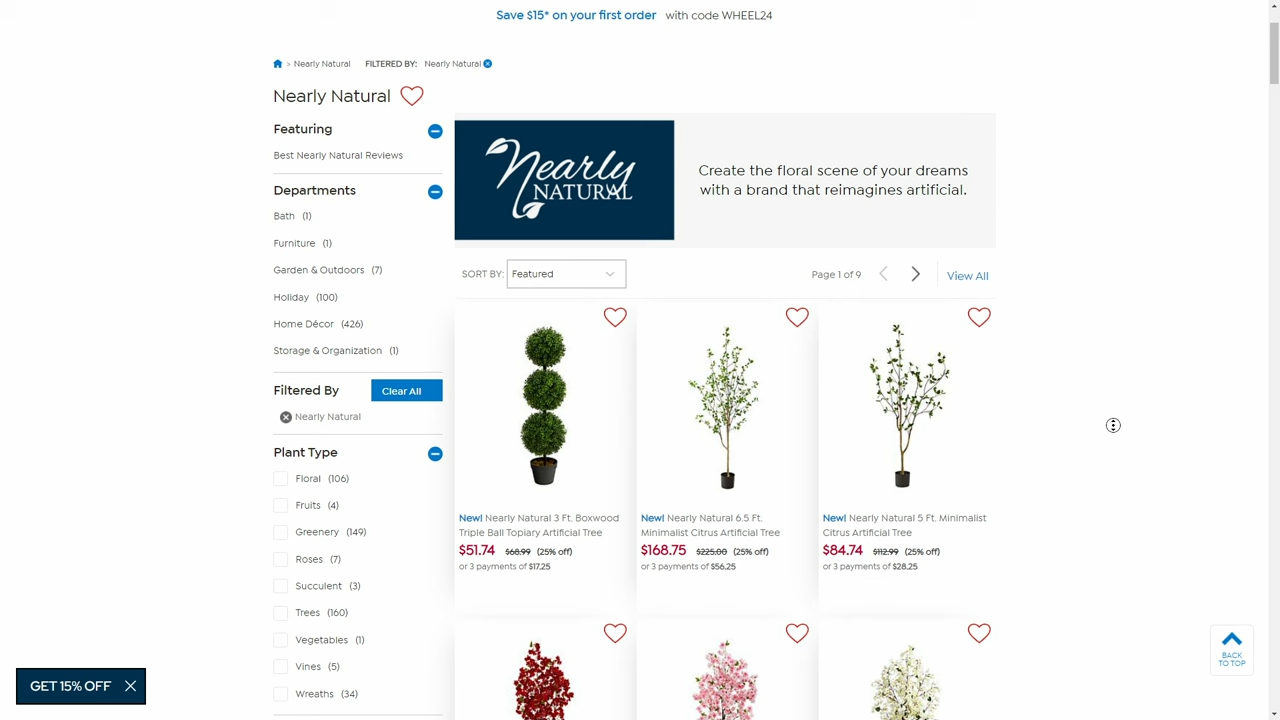 Save $15* on your first order with code WHEEL24
> Nearly Natural FILTERED BY: Nearly Natural
Nearly Natural
Featuring
Best Nearly Natural Reviews
Departments
Bath (1)
Furniture (1)
Garden & Outdoors (7)
Holiday (100)
Home Décor (426)
Storage & Organization (1)
Filtered By Clear All
Nearly Natural
Plant Type
Floral (106)
Fruits (4)
Greenery (149)
Roses (7)
Succulent (3)
Trees (160)
Vegetables (1)
Vines (5)
Wreaths (34)
Nearly
NATURAL
Create the floral scene of your dreams
with a brand that reimagines artificial.
SORT BY: Featured Page 1 of 9 View All
New! Nearly Natural 3 Ft. Boxwood
Triple Ball Topiary Artificial Tree
$51.74 $68.99 (25% off)
or 3 payments of $17.25
New! Nearly Natural 6.5 Ft.
Minimalist Citrus Artificial Tree
$168.75 $225.00 (25% off)
or 3 payments of $56.25
New! Nearly Natural 5 Ft. Minimalist
Citrus Artificial Tree
$84.74 $112.99 (25% off)
or 3 payments of $28.25
BACK
TO TOP
GET 15% OFF